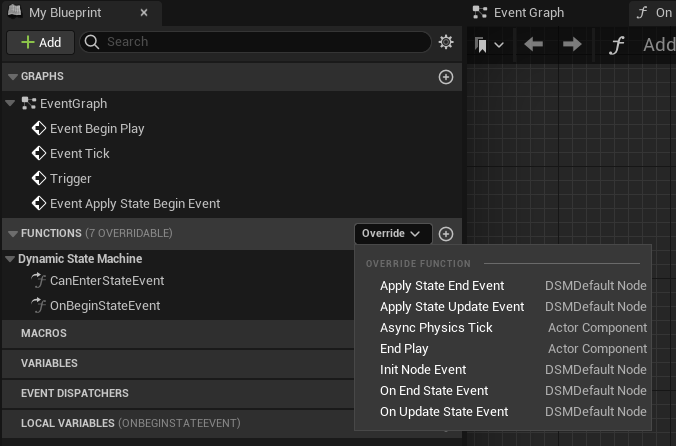 My Blueprint
Event Graph
On
Add
Search
Add
GRAPHS
EventGraph
Event Begin Play
Event Tick
Trigger
Event Apply State Begin Event
FUNCTIONS (7 OVERRIDABLE)
Override
Dynamic State Machine
CanEnterStateEvent
OnBeginStateEvent
MACROS
VARIABLES
EVENT DISPATCHERS
LOCAL VARIABLES (ONBEGINSTATEEVENT)
OVERRIDE FUNCTION
Apply State End Event DSMDefault Node
Apply State Update Event DSMDefault Node
Async Physics Tick Actor Component
End Play Actor Component
Init Node Event DSMDefault Node
On End State Event DSMDefault Node
On Update State Event DSMDefault Node